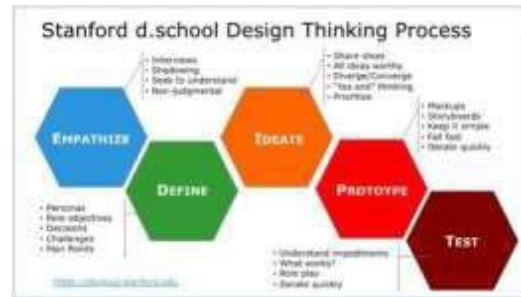 Stanford d.school Design Thinking Process
• Interviews
• Shadowing
• Seek to understand
• Non-judgmental
• Share ideas
• All ideas worthy
• Diverge/Converge
• "Yes and" thinking
• Prioritize
• Mockups
• Storyboards
• Keep it simple
• Fail fast
• Iterate quickly
EMPATHIZE
DEFINE
IDEATE
PROTOTYPE
TEST
• Personas
• Role objectives
• Decisions
• Challenges
• Pain Points
• Understand impediments
• What works?
• Role play
• Iterate quickly